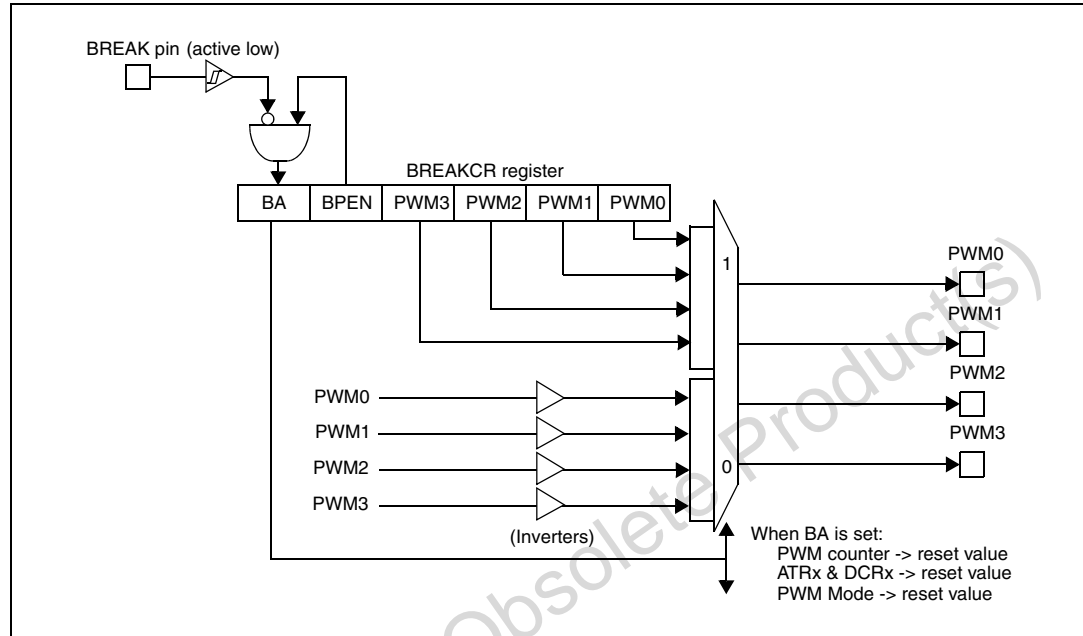 BREAK pin (active low)
BREAKCR register
BA BPEN PWM3 PWM2 PWM1 PWM0
1
PWM0
PWM1
PWM2
PWM3
PWM0
PWM1
PWM2
PWM3
0
(Inverters)
When BA is set:
PWM counter -> reset value
ATRx & DCRx -> reset value
PWM Mode -> reset value
Obsolete Product(s)